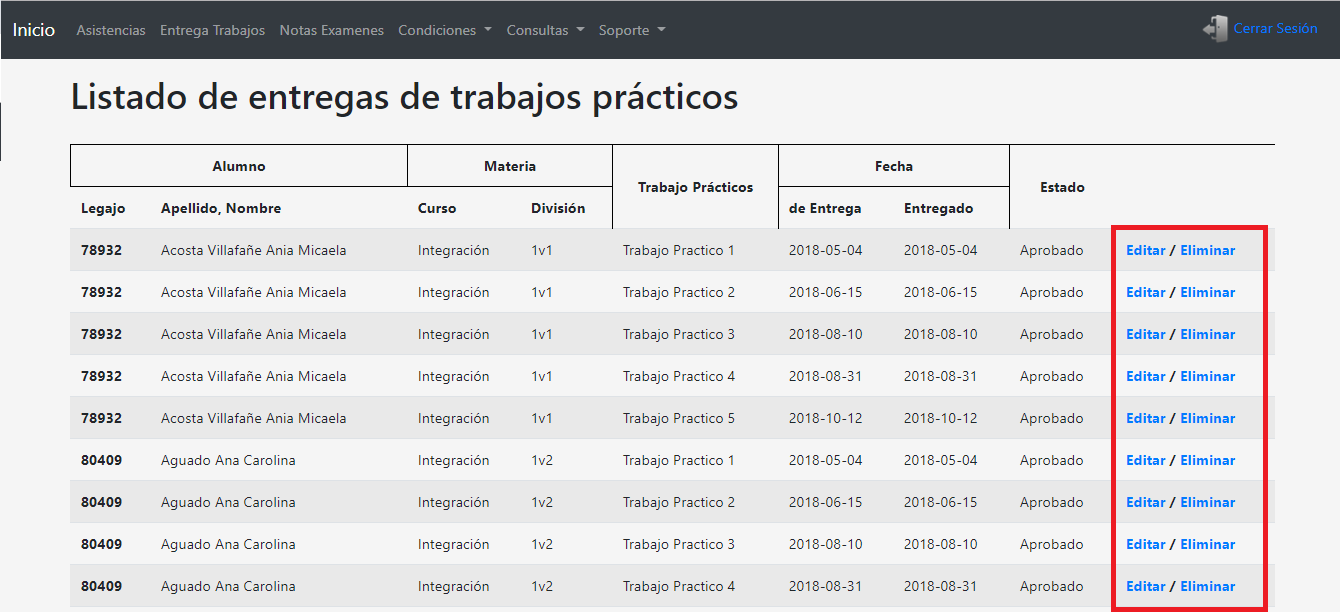 Inicio Asistencias Entrega Trabajos Notas Examenes Condiciones Consultas Soporte Cerrar Sesión
Listado de entregas de trabajos prácticos
Alumno Materia Trabajo Prácticos Fecha Estado
Legajo Apellido, Nombre Curso División de Entrega Entregado
78932 Acosta Villafañe Ania Micaela Integración 1v1 Trabajo Practico 1 2018-05-04 2018-05-04 Aprobado Editar / Eliminar
78932 Acosta Villafañe Ania Micaela Integración 1v1 Trabajo Practico 2 2018-06-15 2018-06-15 Aprobado Editar / Eliminar
78932 Acosta Villafañe Ania Micaela Integración 1v1 Trabajo Practico 3 2018-08-10 2018-08-10 Aprobado Editar / Eliminar
78932 Acosta Villafañe Ania Micaela Integración 1v1 Trabajo Practico 4 2018-08-31 2018-08-31 Aprobado Editar / Eliminar
78932 Acosta Villafañe Ania Micaela Integración 1v1 Trabajo Practico 5 2018-10-12 2018-10-12 Aprobado Editar / Eliminar
80409 Aguado Ana Carolina Integración 1v2 Trabajo Practico 1 2018-05-04 2018-05-04 Aprobado Editar / Eliminar
80409 Aguado Ana Carolina Integración 1v2 Trabajo Practico 2 2018-06-15 2018-06-15 Aprobado Editar / Eliminar
80409 Aguado Ana Carolina Integración 1v2 Trabajo Practico 3 2018-08-10 2018-08-10 Aprobado Editar / Eliminar
80409 Aguado Ana Carolina Integración 1v2 Trabajo Practico 4 2018-08-31 2018-08-31 Aprobado Editar / Eliminar